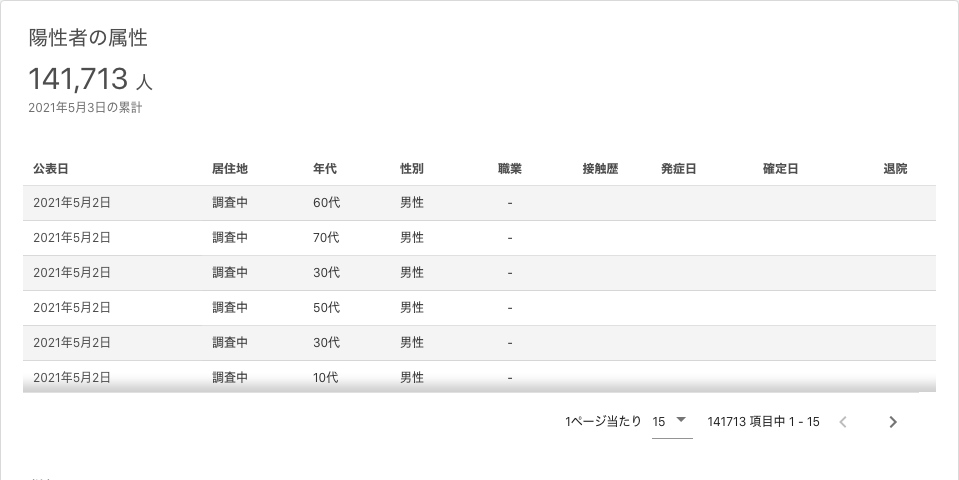 陽性者の属性
141,713 人
2021年5月3日の累計
公表日 居住地 年代 性別 職業 接触歴 発症日 確定日 退院
2021年5月2日 調査中 60代 男性 -
2021年5月2日 調査中 70代 男性 -
2021年5月2日 調査中 30代 男性 -
2021年5月2日 調査中 50代 男性 -
2021年5月2日 調査中 30代 男性 -
2021年5月2日 調査中 10代 男性 -
1ページ当たり 15 141713 項目中 1 - 15